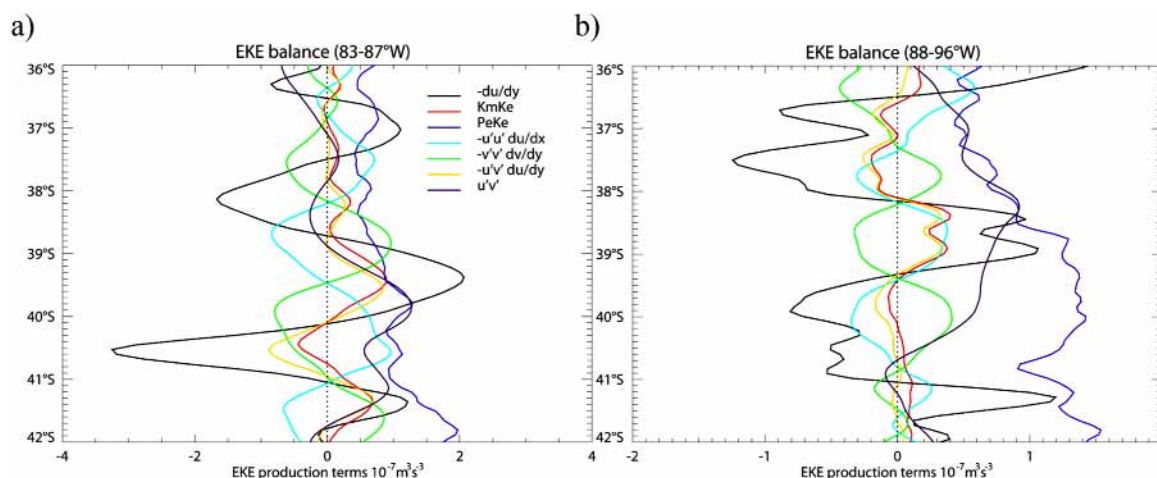 a)
EKE balance (83-87°W)
36°S
37°S
38°S
39°S
40°S
41°S
42°S
-du/dy
KmKe
PeKe
-u'u' du/dx
-v'v' dv/dy
-u'v' du/dy
u'v'
-4 -2 0 2 4
EKE production terms 10⁻⁷m³s⁻³
b)
EKE balance (88-96°W)
36°S
37°S
38°S
39°S
40°S
41°S
42°S
-2 -1 0 1 2
EKE production terms 10⁻⁷m³s⁻³